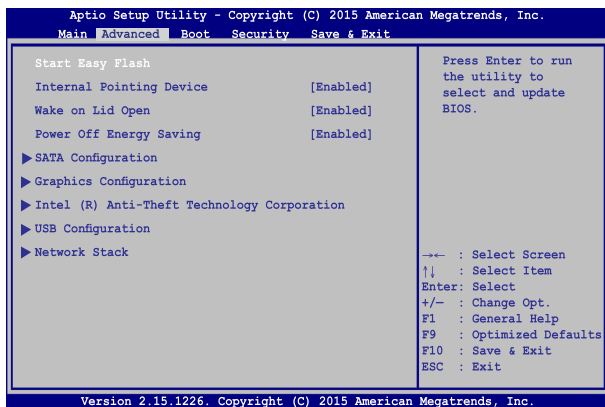 Aptio Setup Utility - Copyright (C) 2015 American Megatrends, Inc.
Main Advanced Boot Security Save & Exit
Start Easy Flash
Internal Pointing Device [Enabled]
Wake on Lid Open [Enabled]
Power Off Energy Saving [Enabled]
SATA Configuration
Graphics Configuration
Intel (R) Anti-Theft Technology Corporation
USB Configuration
Network Stack
Press Enter to run
the utility to
select and update
BIOS.
→← : Select Screen
↑↓ : Select Item
Enter: Select
+/— : Change Opt.
F1 : General Help
F9 : Optimized Defaults
F10 : Save & Exit
ESC : Exit
Version 2.15.1226. Copyright (C) 2015 American Megatrends, Inc.